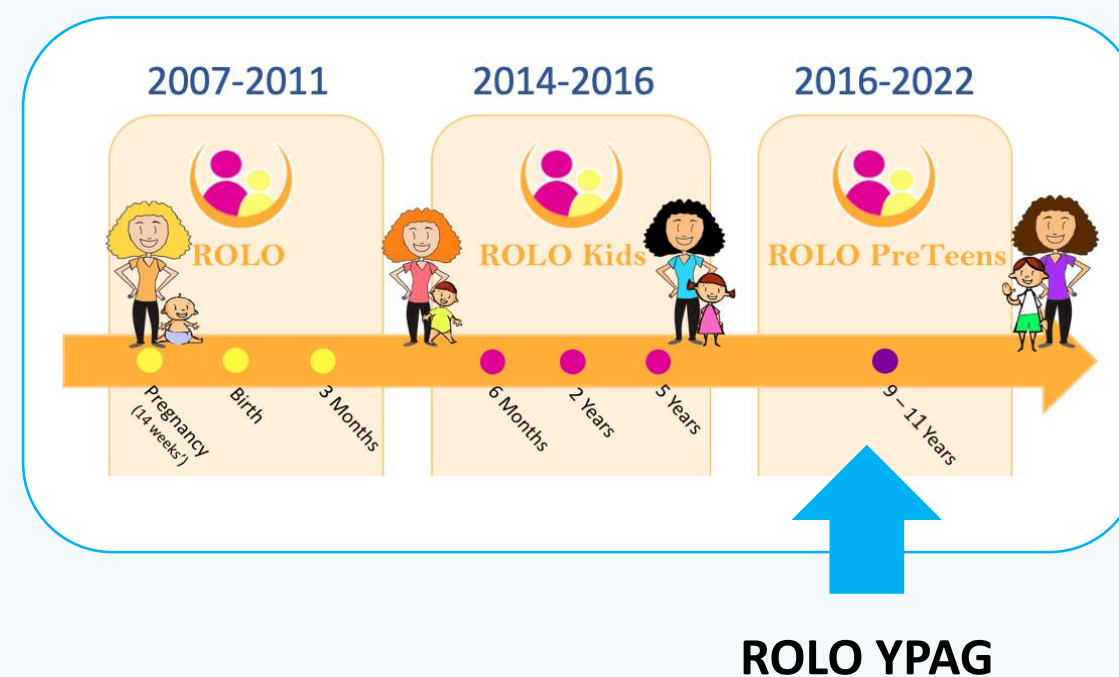 2007-2011
2014-2016
2016-2022
ROLO
ROLO Kids
ROLO PreTeens
Pregnancy
(14 weeks')
Birth
3 Months
6 Months
2 Years
5 Years
9 – 11 Years
ROLO YPAG